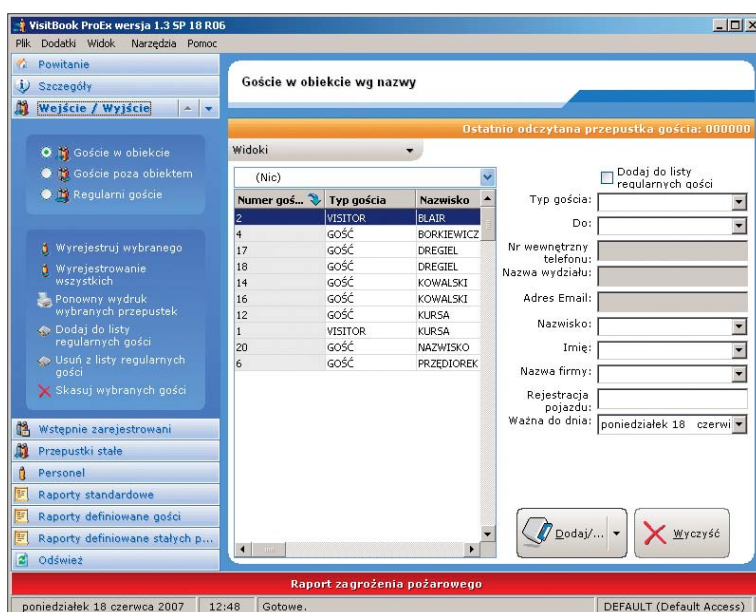 VisitBook ProEx wersja 1.3 SP 18 R06
Plik Dodatki Widok Narzędzia Pomoc
Powitanie
Szczegóły
Wejście / Wyjście
Goście w obiekcie
Goście poza obiektem
Regularni goście
Wyrejestruj wybranego
Wyrejestrowanie
wszystkich
Ponowny wydruk
wybranych przepustek
Dodaj do listy
regularnych gości
Usuń z listy regularnych
gości
Skasuj wybranych gości
Wstępnie zarejestrowani
Przepustki stałe
Personel
Raporty standardowe
Raporty definiowane gości
Raporty definiowane stałych p...
Odśwież
Goście w obiekcie wg nazwy
Ostatnio odczytana przepustka gościa: 000000
Widoki
(Nic)
Numer goś... Typ gościa Nazwisko
2 VISITOR BLAIR
4 GOŚĆ BORKIEWICZ
17 GOŚĆ DREGIEL
18 GOŚĆ DREGIEL
14 GOŚĆ KOWALSKI
16 GOŚĆ KOWALSKI
12 GOŚĆ KURSA
1 VISITOR KURSA
20 GOŚĆ NAZWISKO
6 GOŚĆ PRZĘDIOREK
Dodaj do listy
regularnych gości
Typ gościa:
Do:
Nr wewnętrzny
telefonu:
Nazwa wydziału:
Adres Email:
Nazwisko:
Imię:
Nazwa firmy:
Rejestracja
pojazdu:
Ważna do dnia: poniedziałek 18 czerwi
Dodaj/... Wyczyść
Raport zagrożenia pożarowego
poniedziałek 18 czerwca 2007 12:48 Gotowe. DEFAULT (Default Access)